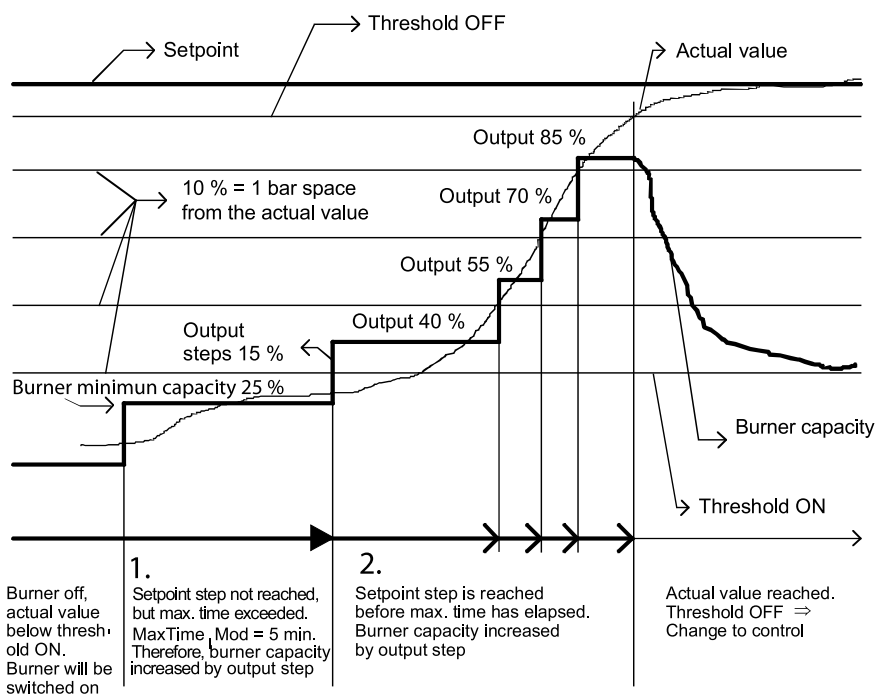 Threshold OFF
Setpoint
Actual value
Output 85 %
10 % = 1 bar space
from the actual value
Output 70 %
Output 55 %
Output 40 %
Output
steps 15 %
Burner minimun capacity 25 %
Burner capacity
Threshold ON
Burner off,
actual value
below thresh-
old ON.
Burner will be
switched on
1.
Setpoint step not reached,
but max. time exceeded.
MaxTime Mod = 5 min.
Therefore, burner capacity
increased by output step
2.
Setpoint step is reached
before max. time has elapsed.
Burner capacity increased
by output step
Actual value reached.
Threshold OFF ⇒
Change to control